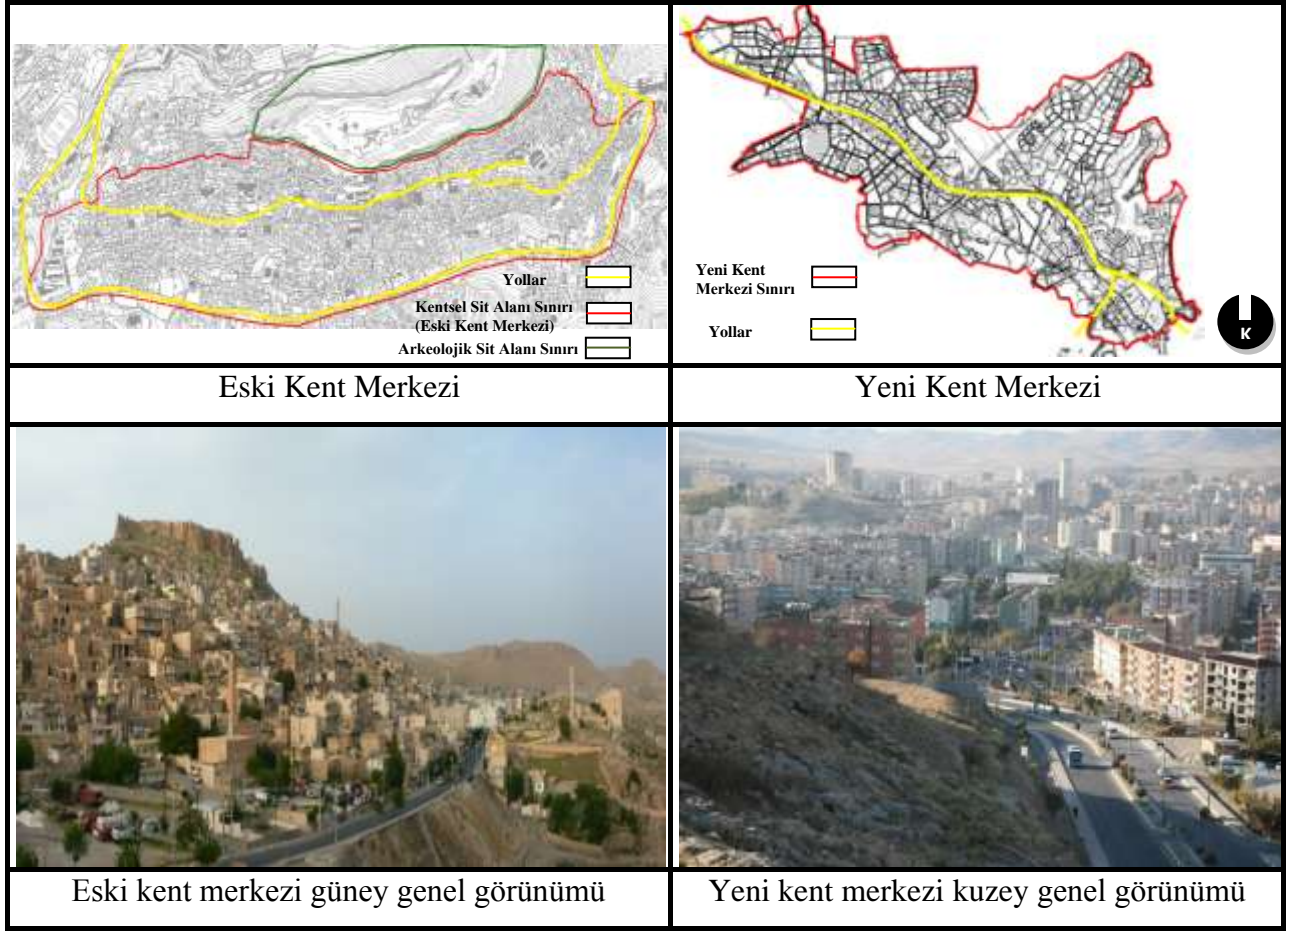 Yollar
Kentsel Sit Alanı Sınırı
(Eski Kent Merkezi)
Arkeolojik Sit Alanı Sınırı
Yeni Kent
Merkezi Sınırı
Yollar
K
Eski Kent Merkezi
Yeni Kent Merkezi
Eski kent merkezi güney genel görünümü
Yeni kent merkezi kuzey genel görünümü